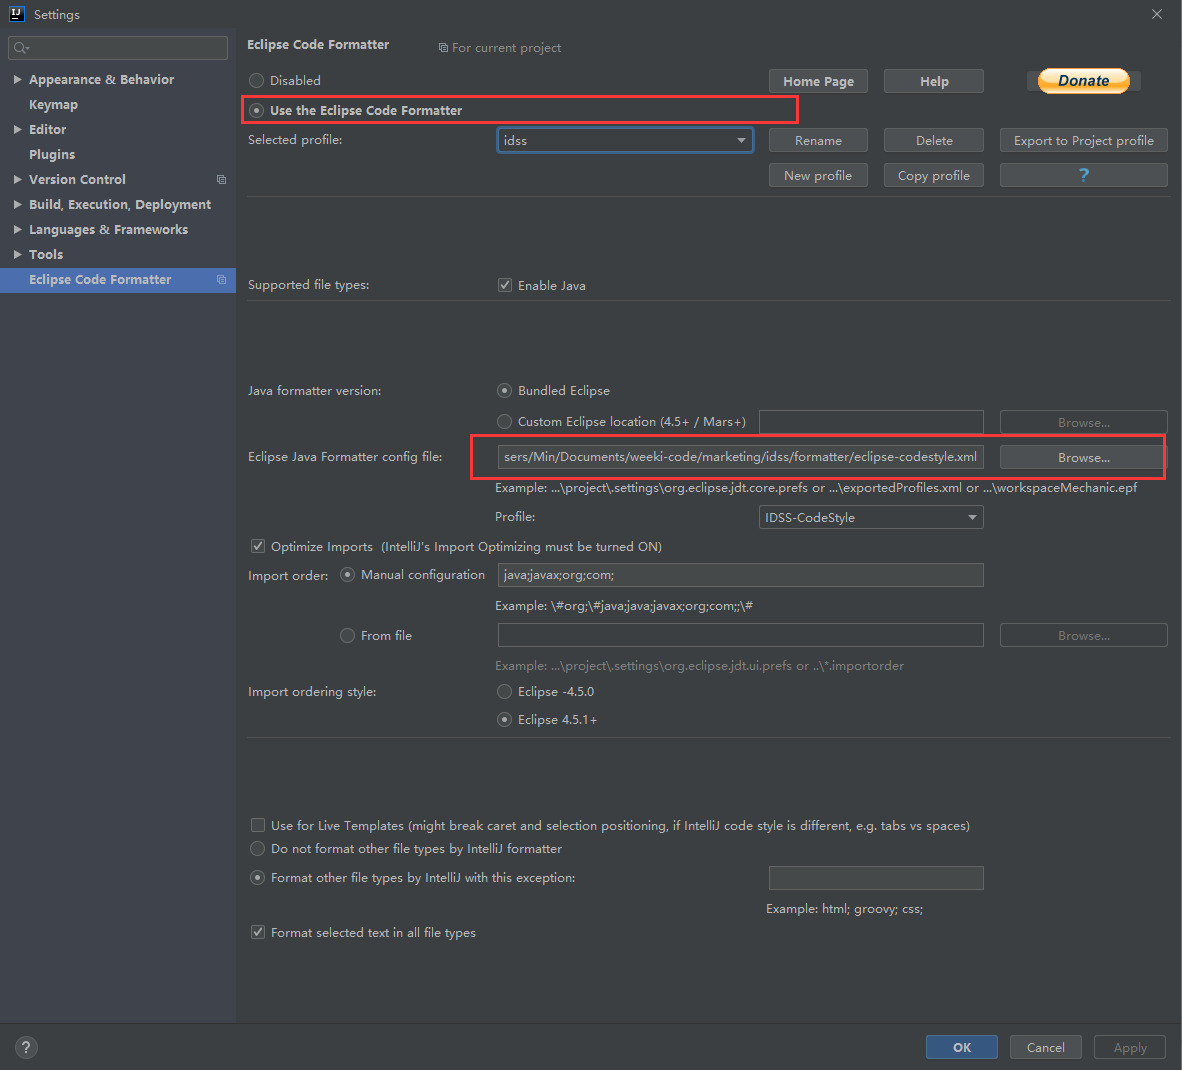 IJ Settings
Eclipse Code Formatter For current project
Appearance & Behavior
Keymap
Editor
Plugins
Version Control
Build, Execution, Deployment
Languages & Frameworks
Tools
Eclipse Code Formatter
Disabled Home Page Help Donate
Use the Eclipse Code Formatter
Selected profile: idss Rename Delete Export to Project profile
New profile Copy profile ?
Supported file types: Enable Java
Java formatter version: Bundled Eclipse
Custom Eclipse location (4.5+ / Mars+) Browse...
Eclipse Java Formatter config file: sers/Min/Documents/weeki-code/marketing/idss/formatter/eclipse-codestyle.xml Browse...
Example: ...\project\.settings\org.eclipse.jdt.core.prefs or ...\exportedProfiles.xml or ...\workspaceMechanic.epf
Profile: IDSS-CodeStyle
Optimize Imports (IntelliJ's Import Optimizing must be turned ON)
Import order: Manual configuration java;javax;org;com;
Example: \#org;\#java;java;javax;org;com;;\#
From file Browse...
Example: ...\project\.settings\org.eclipse.jdt.ui.prefs or ..\*.importorder
Import ordering style: Eclipse -4.5.0
Eclipse 4.5.1+
Use for Live Templates (might break caret and selection positioning, if IntelliJ code style is different, e.g. tabs vs spaces)
Do not format other file types by IntelliJ formatter
Format other file types by IntelliJ with this exception:
Example: html; groovy; css;
Format selected text in all file types
? OK Cancel Apply